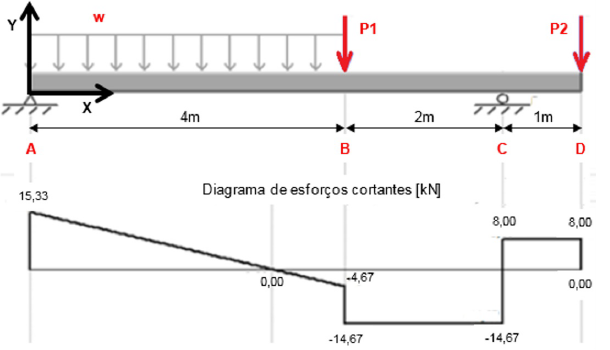 Y
w
P1
P2
X
4m
2m
1m
A
B
C
D
Diagrama de esforços cortantes [kN]
15,33
8,00
8,00
0,00
-4,67
0,00
-14,67
-14,67